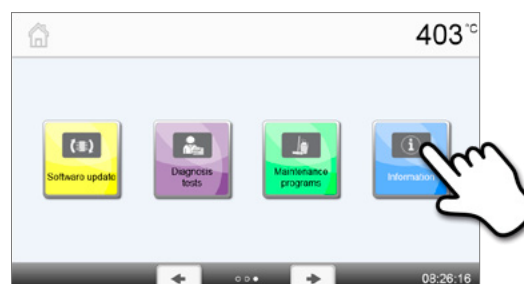 403 °C
Software update
Diagnosis
tests
Maintenance
programs
Information
08:26:16